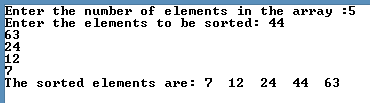 Enter the number of elements in the array :5
Enter the elements to be sorted: 44
63
24
12
7
The sorted elements are: 7  12  24  44  63